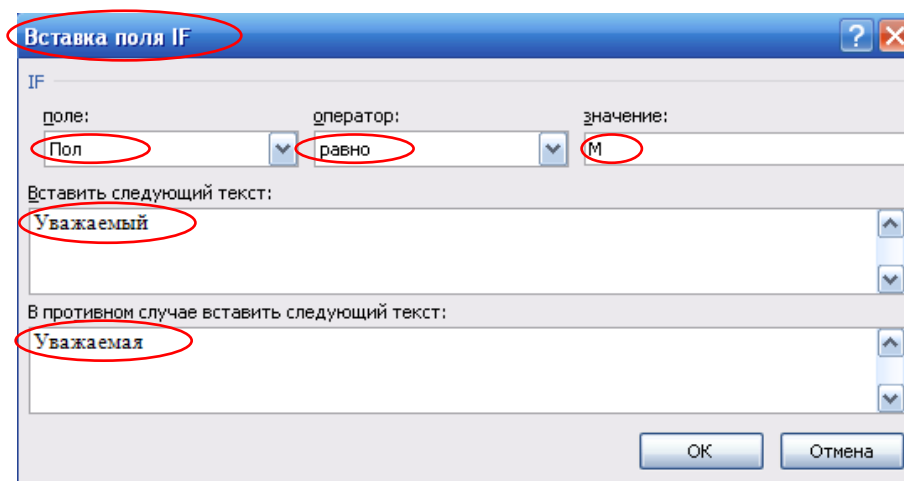 Вставка поля IF
IF
поле: оператор: значение:
Пол равно М
Вставить следующий текст:
Уважаемый
В противном случае вставить следующий текст:
Уважаемая
ОК Отмена